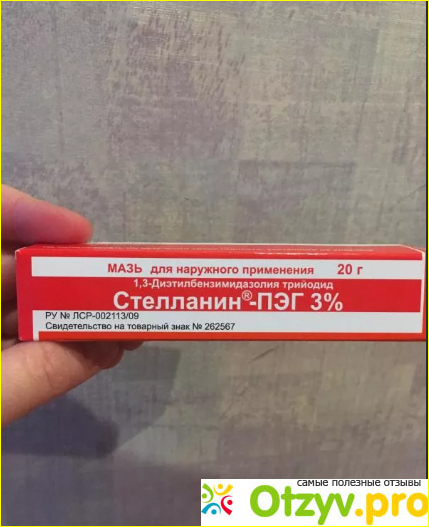 МАЗЬ для наружного применения 20 г
1,3-Диэтилбензимидазолия трийодид
Стелланин®-ПЭГ 3%
РУ № ЛСР-002113/09
Свидетельство на товарный знак № 262567
самые полезные отзывы
Otzyv.pro